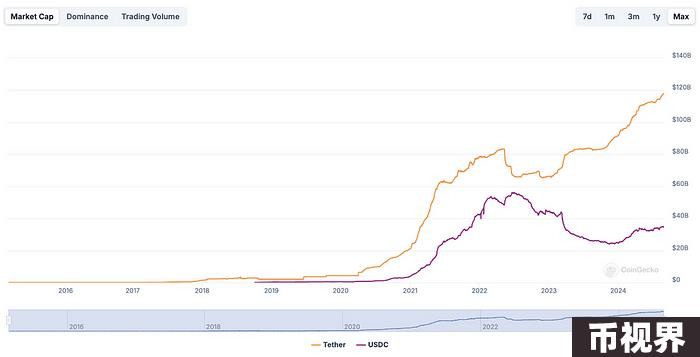 Market Cap Dominance Trading Volume 7d 1m 3m 1y Max
$140B
$120B
$100B
$80B
$60B
$40B
$20B
$0
CoinGecko
2016 2017 2018 2019 2020 2021 2022 2023 2024
2016 2018 2020 2022
Tether USDC
币视界